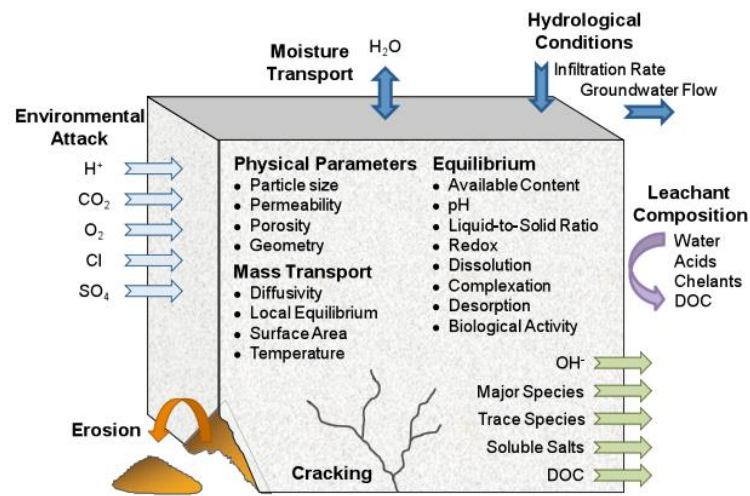 Moisture
Transport
H₂O
Hydrological
Conditions
Infiltration Rate
Groundwater Flow
Environmental
Attack
H⁺
CO₂
O₂
Cl
SO₄
Physical Parameters
• Particle size
• Permeability
• Porosity
• Geometry
Mass Transport
• Diffusivity
• Local Equilibrium
• Surface Area
• Temperature
Equilibrium
• Available Content
• pH
• Liquid-to-Solid Ratio
• Redox
• Dissolution
• Complexation
• Desorption
• Biological Activity
Leachant
Composition
Water
Acids
Chelants
DOC
OH⁻
Major Species
Trace Species
Soluble Salts
DOC
Erosion
Cracking